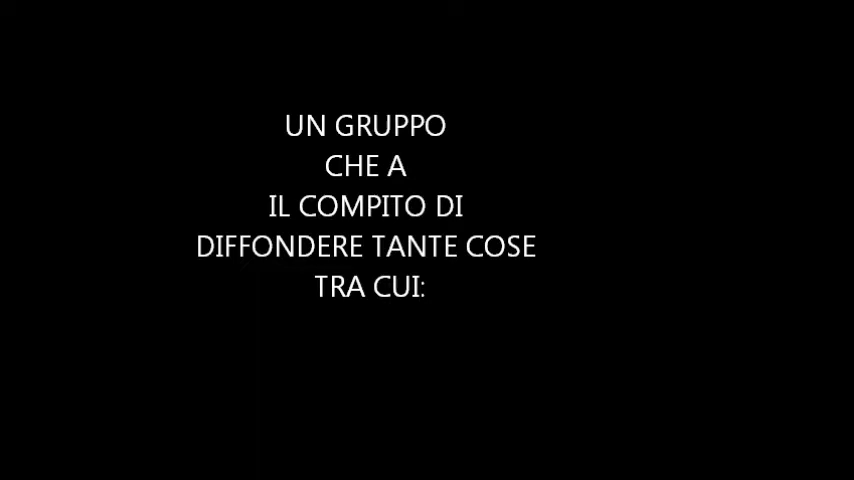 UN GRUPPO
CHE A
IL COMPITO DI
DIFFONDERE TANTE COSE
TRA CUI: